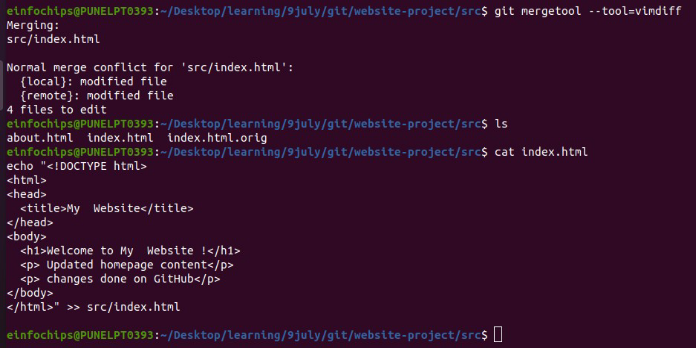 einfochips@PUNELPT0393:~/Desktop/learning/9july/git/website-project/src$ git mergetool --tool=vimdiff
Merging:
src/index.html

Normal merge conflict for 'src/index.html':
  {local}: modified file
  {remote}: modified file
4 files to edit
einfochips@PUNELPT0393:~/Desktop/learning/9july/git/website-project/src$ ls
about.html  index.html  index.html.orig
einfochips@PUNELPT0393:~/Desktop/learning/9july/git/website-project/src$ cat index.html
echo "<!DOCTYPE html>
<html>
<head>
  <title>My  Website</title>
</head>
<body>
  <h1>Welcome to My  Website !</h1>
  <p> Updated homepage content</p>
  <p> changes done on GitHub</p>
</body>
</html>" >> src/index.html

einfochips@PUNELPT0393:~/Desktop/learning/9july/git/website-project/src$